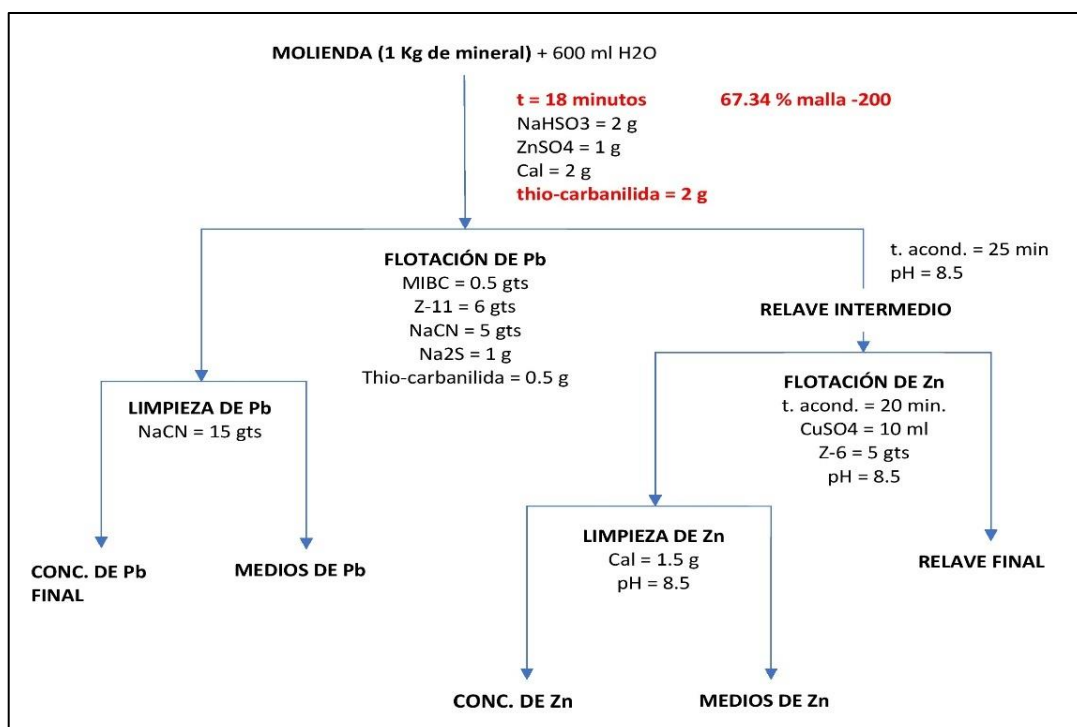 MOLIENDA (1 Kg de mineral) + 600 ml H2O
t = 18 minutos 67.34 % malla -200
NaHSO3 = 2 g
ZnSO4 = 1 g
Cal = 2 g
thio-carbanilida = 2 g
FLOTACIÓN DE Pb
MIBC = 0.5 gts
Z-11 = 6 gts
NaCN = 5 gts
Na2S = 1 g
Thio-carbanilida = 0.5 g
t. acond. = 25 min
pH = 8.5
RELAVE INTERMEDIO
LIMPIEZA DE Pb
NaCN = 15 gts
FLOTACIÓN DE Zn
t. acond. = 20 min.
CuSO4 = 10 ml
Z-6 = 5 gts
pH = 8.5
CONC. DE Pb
FINAL
MEDIOS DE Pb
LIMPIEZA DE Zn
Cal = 1.5 g
pH = 8.5
RELAVE FINAL
CONC. DE Zn
MEDIOS DE Zn